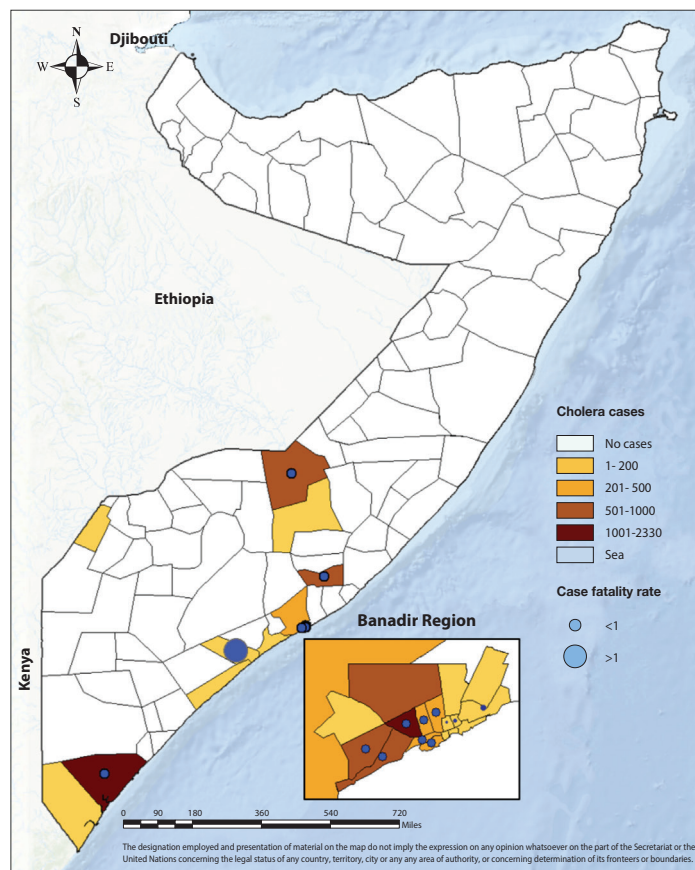 Djibouti
N
W E
S
Ethiopia
Kenya
Cholera cases
No cases
1- 200
201- 500
501-1000
1001-2330
Sea
Case fatality rate
<1
>1
Banadir Region
0 90 180 360 540 720
Miles
The designation employed and presentation of material on the map do not imply the expression on any opinion whatsoever on the part of the Secretariat or the
United Nations concerning the legal status of any country, territory, city or any any area of authority, or concerning determination of its fronteers or boundaries.